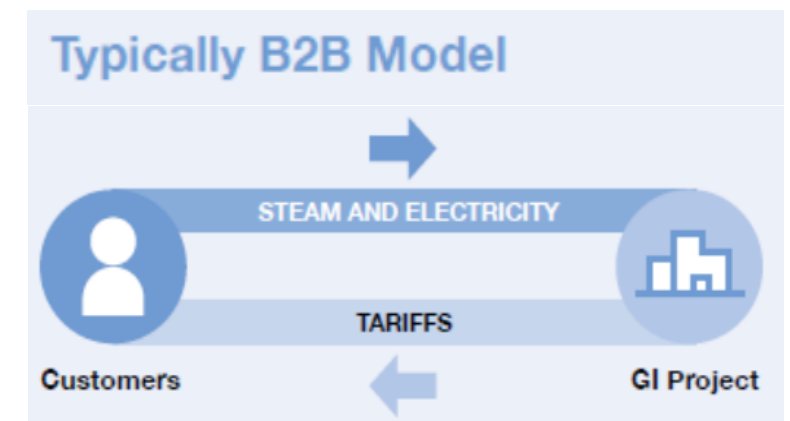 Typically B2B Model
STEAM AND ELECTRICITY
TARIFFS
Customers
GI Project